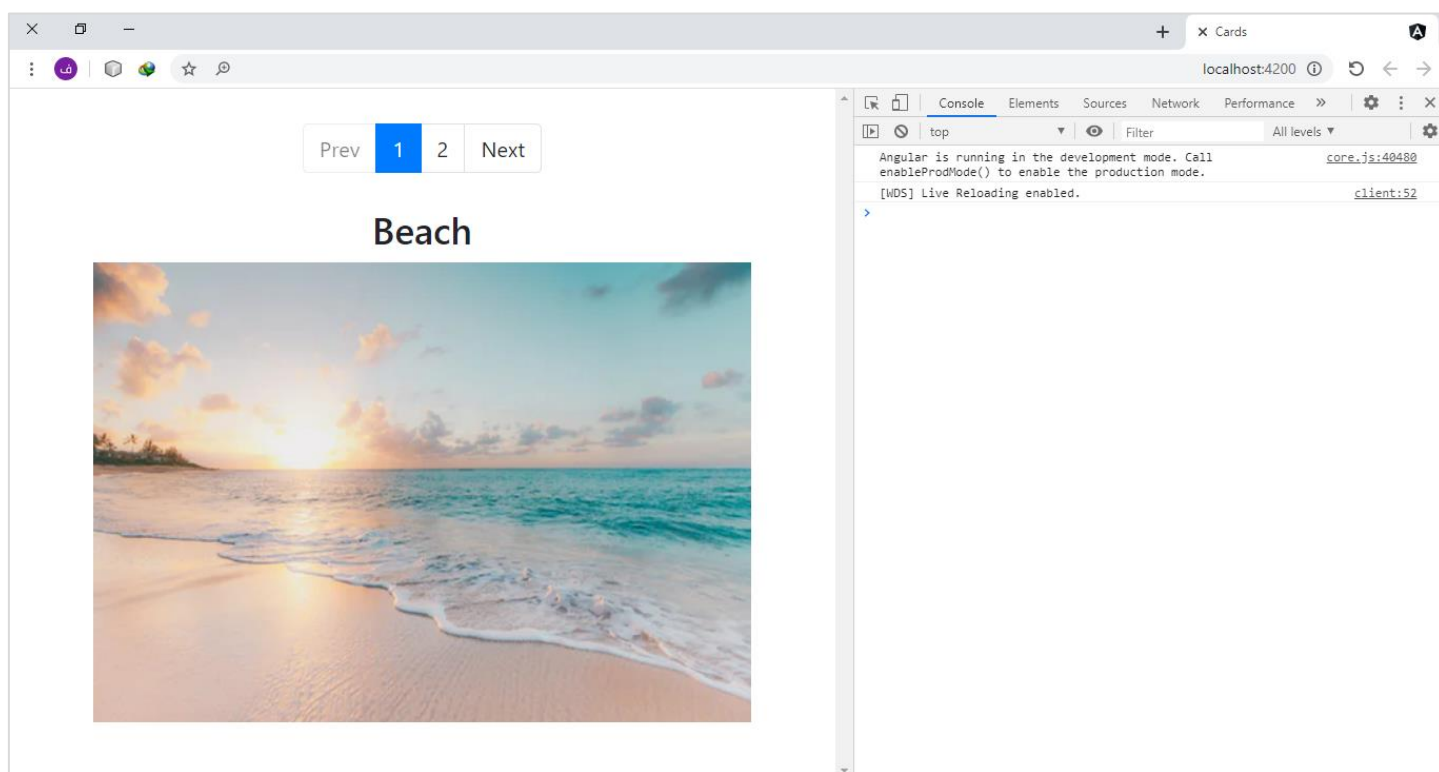 Cards
localhost:4200
ف
Prev 1 2 Next
Beach
Console Elements Sources Network Performance »
top Filter All levels
Angular is running in the development mode. Call core.js:40480
enableProdMode() to enable the production mode.
[WDS] Live Reloading enabled. client:52
>